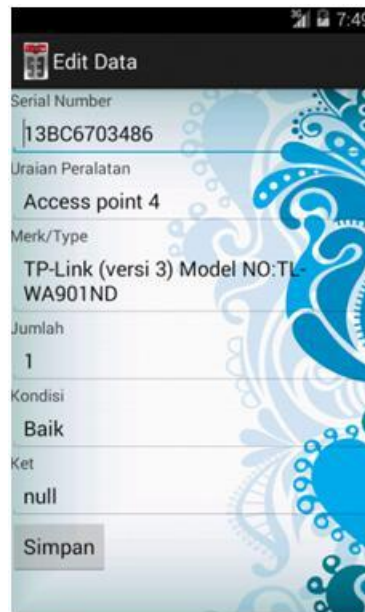 3G 7:49
Edit Data
Serial Number
13BC6703486
Uraian Peralatan
Access point 4
Merk/Type
TP-Link (versi 3) Model NO:TL-
WA901ND
Jumlah
1
Kondisi
Baik
Ket
null
Simpan